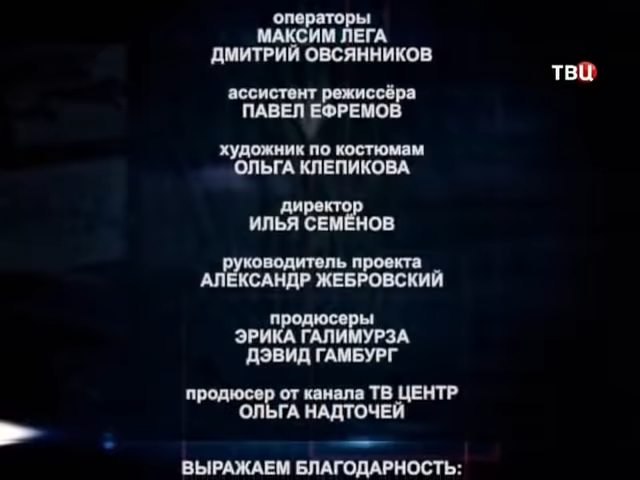 операторы
МАКСИМ ЛЕГА
ДМИТРИЙ ОВСЯННИКОВ
ТВЦ
ассистент режиссёра
ПАВЕЛ ЕФРЕМОВ
художник по костюмам
ОЛЬГА КЛЕПИКОВА
директор
ИЛЬЯ СЕМЁНОВ
руководитель проекта
АЛЕКСАНДР ЖЕБРОВСКИЙ
продюсеры
ЭРИКА ГАЛИМУРЗА
ДЭВИД ГАМБУРГ
продюсер от канала ТВ ЦЕНТР
ОЛЬГА НАДТОЧЕЙ
ВЫРАЖАЕМ БЛАГОДАРНОСТЬ: